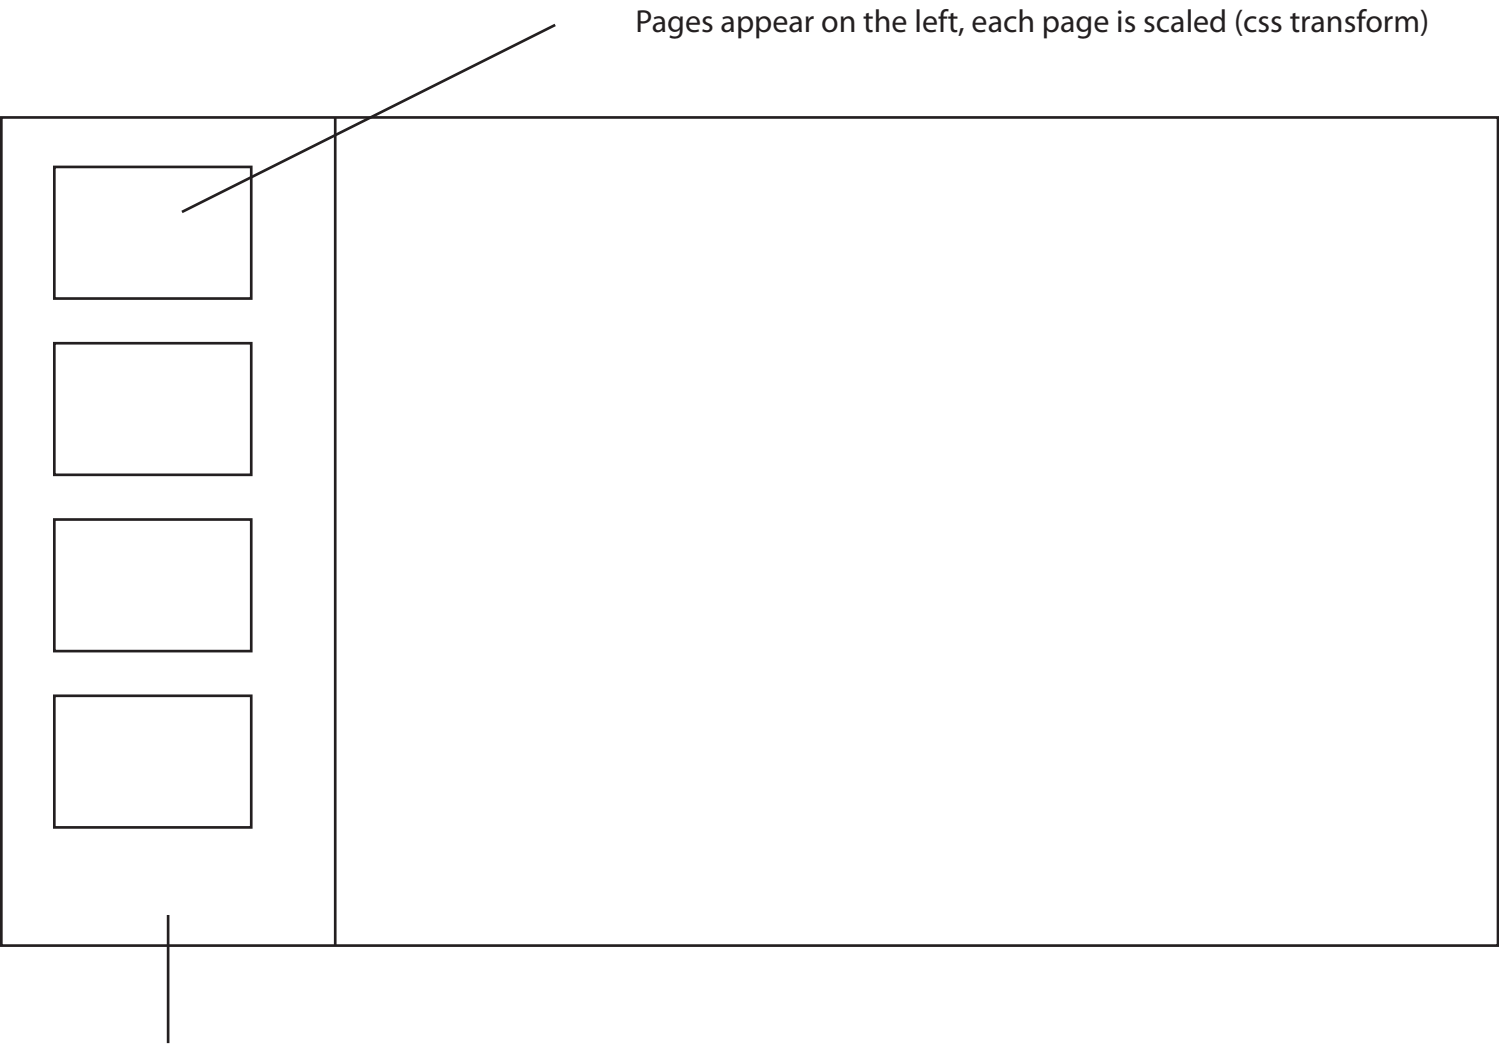 Pages appear on the left, each page is scaled (css transform)